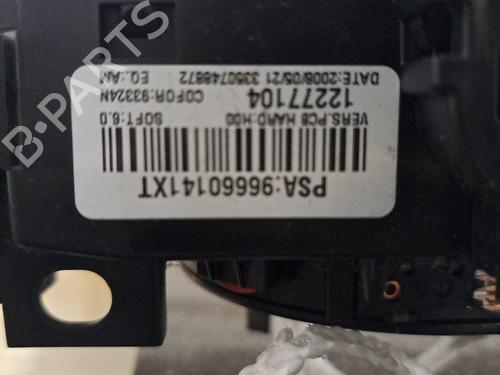 PSA:96660141XT
VERS.PCB HARD:H00 SOFT:6.0
12277104 COFOR:93324N
DATE:2008/05/21 3350748872 EQ.:AM
B-PARTS